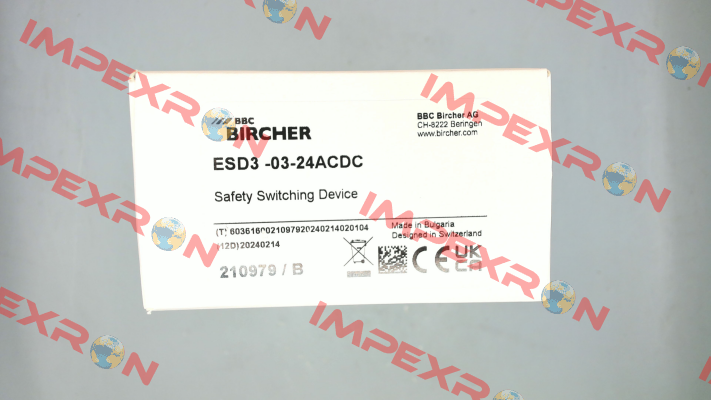 BBC
BIRCHER
BBC Bircher AG
CH-8222 Beringen
www.bircher.com
ESD3 -03-24ACDC
Safety Switching Device
(12D)20240214
Made in Bulgaria
Designed in Switzerland
210979 / B
CE UK CA
IMPEXRON
IMPEXRON
IMPEXRON
IMPEXRON
IMPEXRON
IMPEXRON
IMPEXRON
IMPEXRON